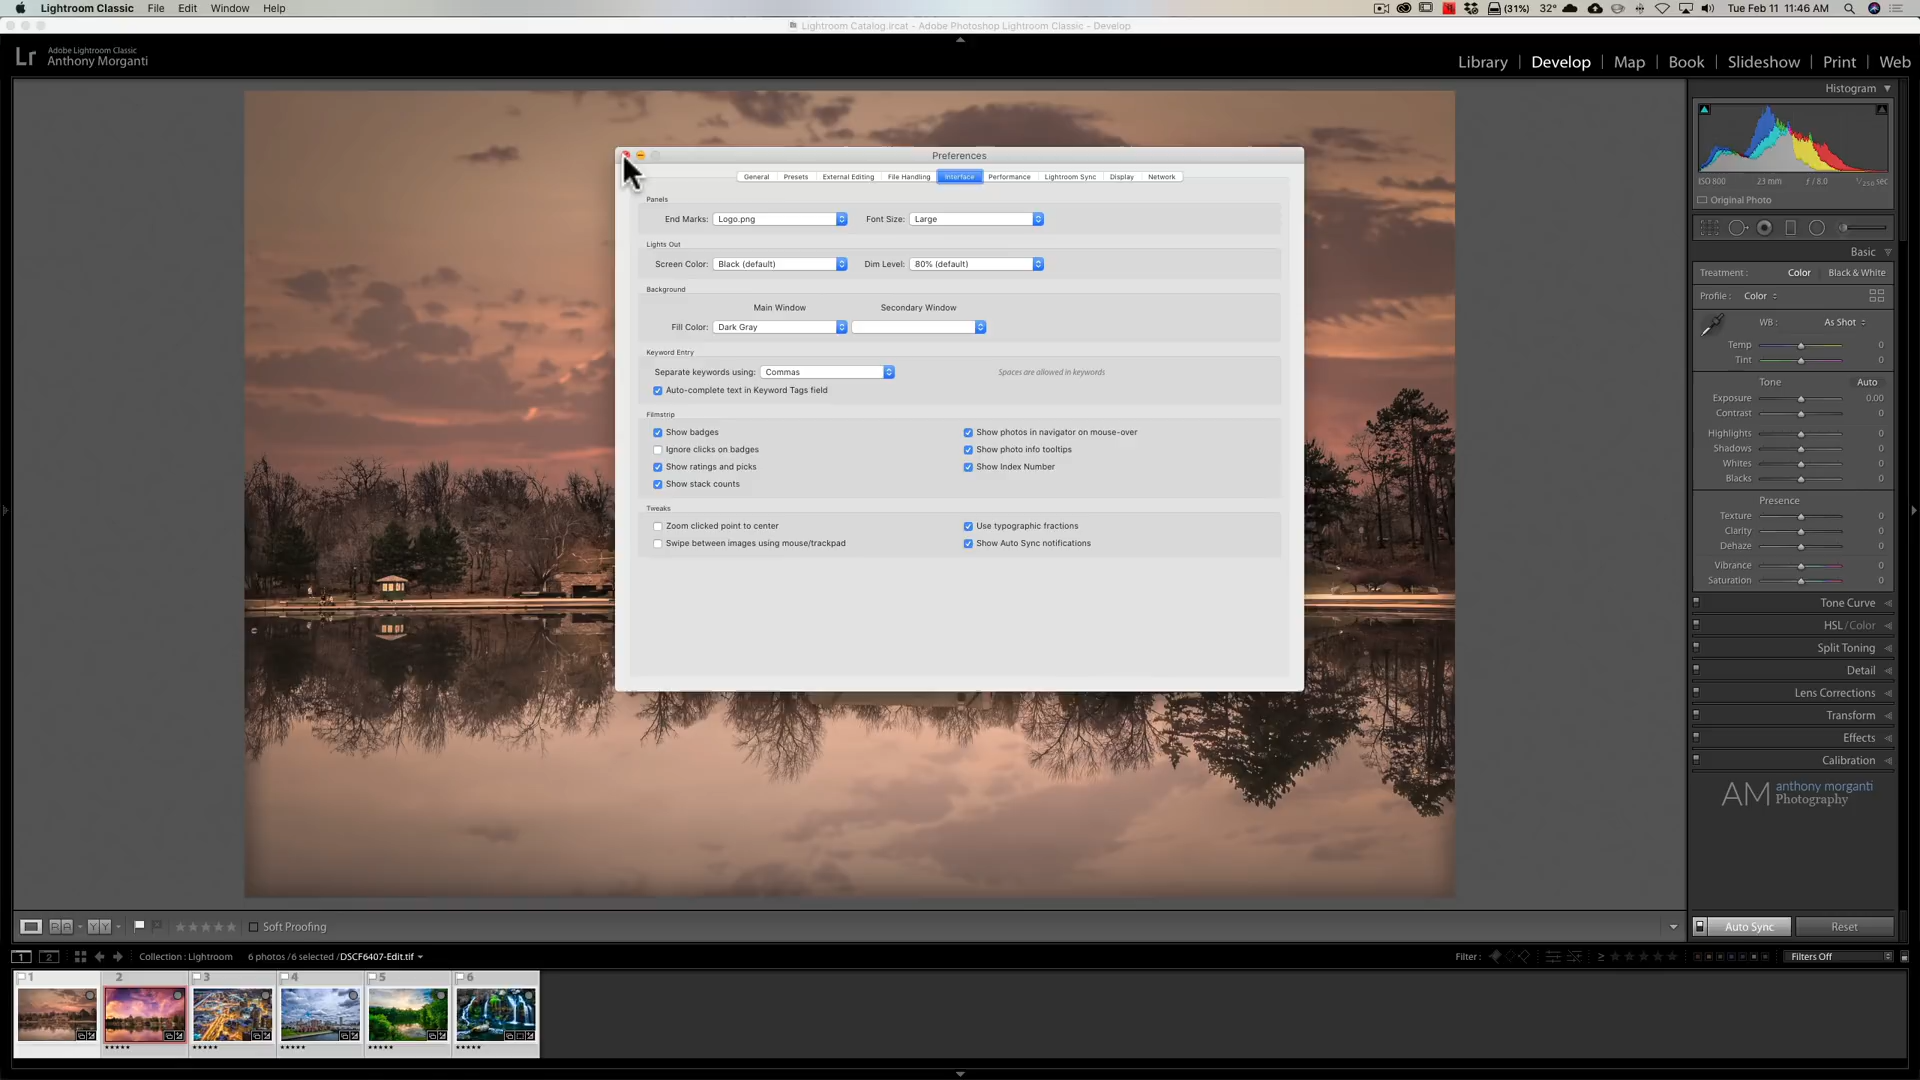 Lightroom Classic File Edit Window Help (31%) 32° Tue Feb 11 11:46 AM
Lightroom Catalog.lrcat - Adobe Photoshop Lightroom Classic - Develop
Lr Adobe Lightroom Classic
Anthony Morganti
Library | Develop | Map | Book | Slideshow | Print | Web
Histogram
ISO 800 23 mm f / 8.0 1/250 sec
Original Photo
Basic
Treatment : Color Black & White
Profile : Color
WB : As Shot
Temp 0
Tint 0
Tone Auto
Exposure 0.00
Contrast 0
Highlights 0
Shadows 0
Whites 0
Blacks 0
Presence
Texture 0
Clarity 0
Dehaze 0
Vibrance 0
Saturation 0
Tone Curve
HSL / Color
Split Toning
Detail
Lens Corrections
Transform
Effects
Calibration
AM anthony morganti
Photography
Auto Sync Reset
Preferences
General Presets External Editing File Handling Interface Performance Lightroom Sync Display Network
Panels
End Marks: Logo.png Font Size: Large
Lights Out
Screen Color: Black (default) Dim Level: 80% (default)
Background
Main Window Secondary Window
Fill Color: Dark Gray
Keyword Entry
Separate keywords using: Commas Spaces are allowed in keywords
Auto-complete text in Keyword Tags field
Filmstrip
Show badges Show photos in navigator on mouse-over
Ignore clicks on badges Show photo info tooltips
Show ratings and picks Show Index Number
Show stack counts
Tweaks
Zoom clicked point to center Use typographic fractions
Swipe between images using mouse/trackpad Show Auto Sync notifications
R A Y Y Soft Proofing
1 2 Collection : Lightroom 6 photos / 6 selected / DSCF6407-Edit.tif Filter : Filters Off
1 2 3 4 5 6